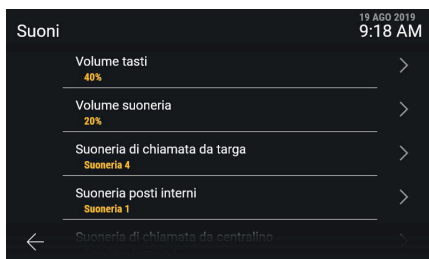 Suoni
19 AGO 2019
9:18 AM
Volume tasti
40%
Volume suoneria
20%
Suoneria di chiamata da targa
Suoneria 4
Suoneria posti interni
Suoneria 1
Suoneria di chiamata da centralino